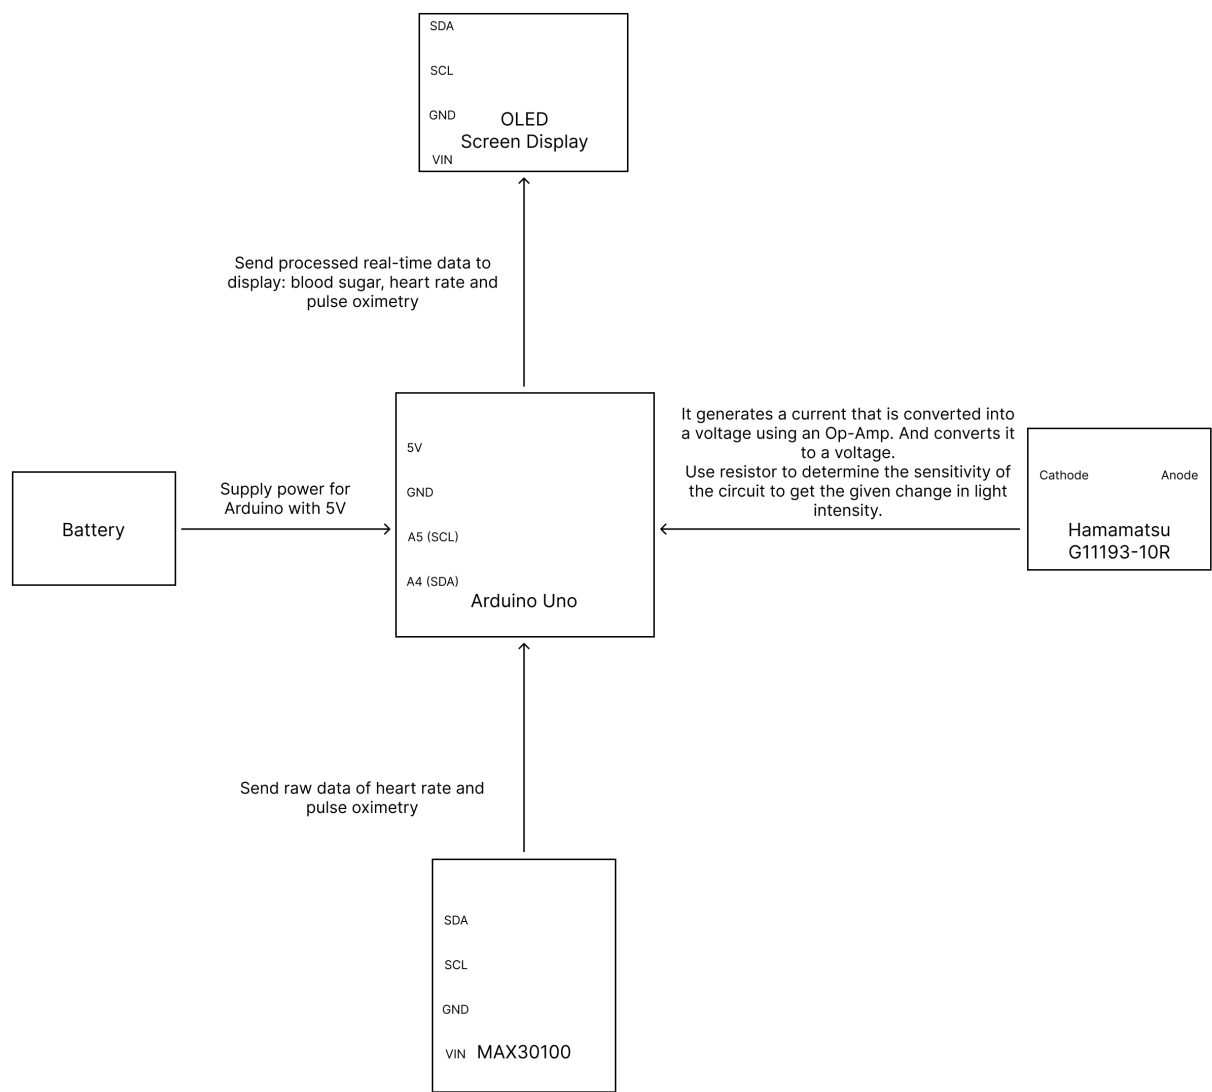 SDA
SCL
GND
VIN
OLED
Screen Display
Send processed real-time data to
display: blood sugar, heart rate and
pulse oximetry
Battery
Supply power for
Arduino with 5V
5V
GND
A5 (SCL)
A4 (SDA)
Arduino Uno
It generates a current that is converted into
a voltage using an Op-Amp. And converts it
to a voltage.
Use resistor to determine the sensitivity of
the circuit to get the given change in light
intensity.
Cathode Anode
Hamamatsu
G11193-10R
Send raw data of heart rate and
pulse oximetry
SDA
SCL
GND
VIN MAX30100